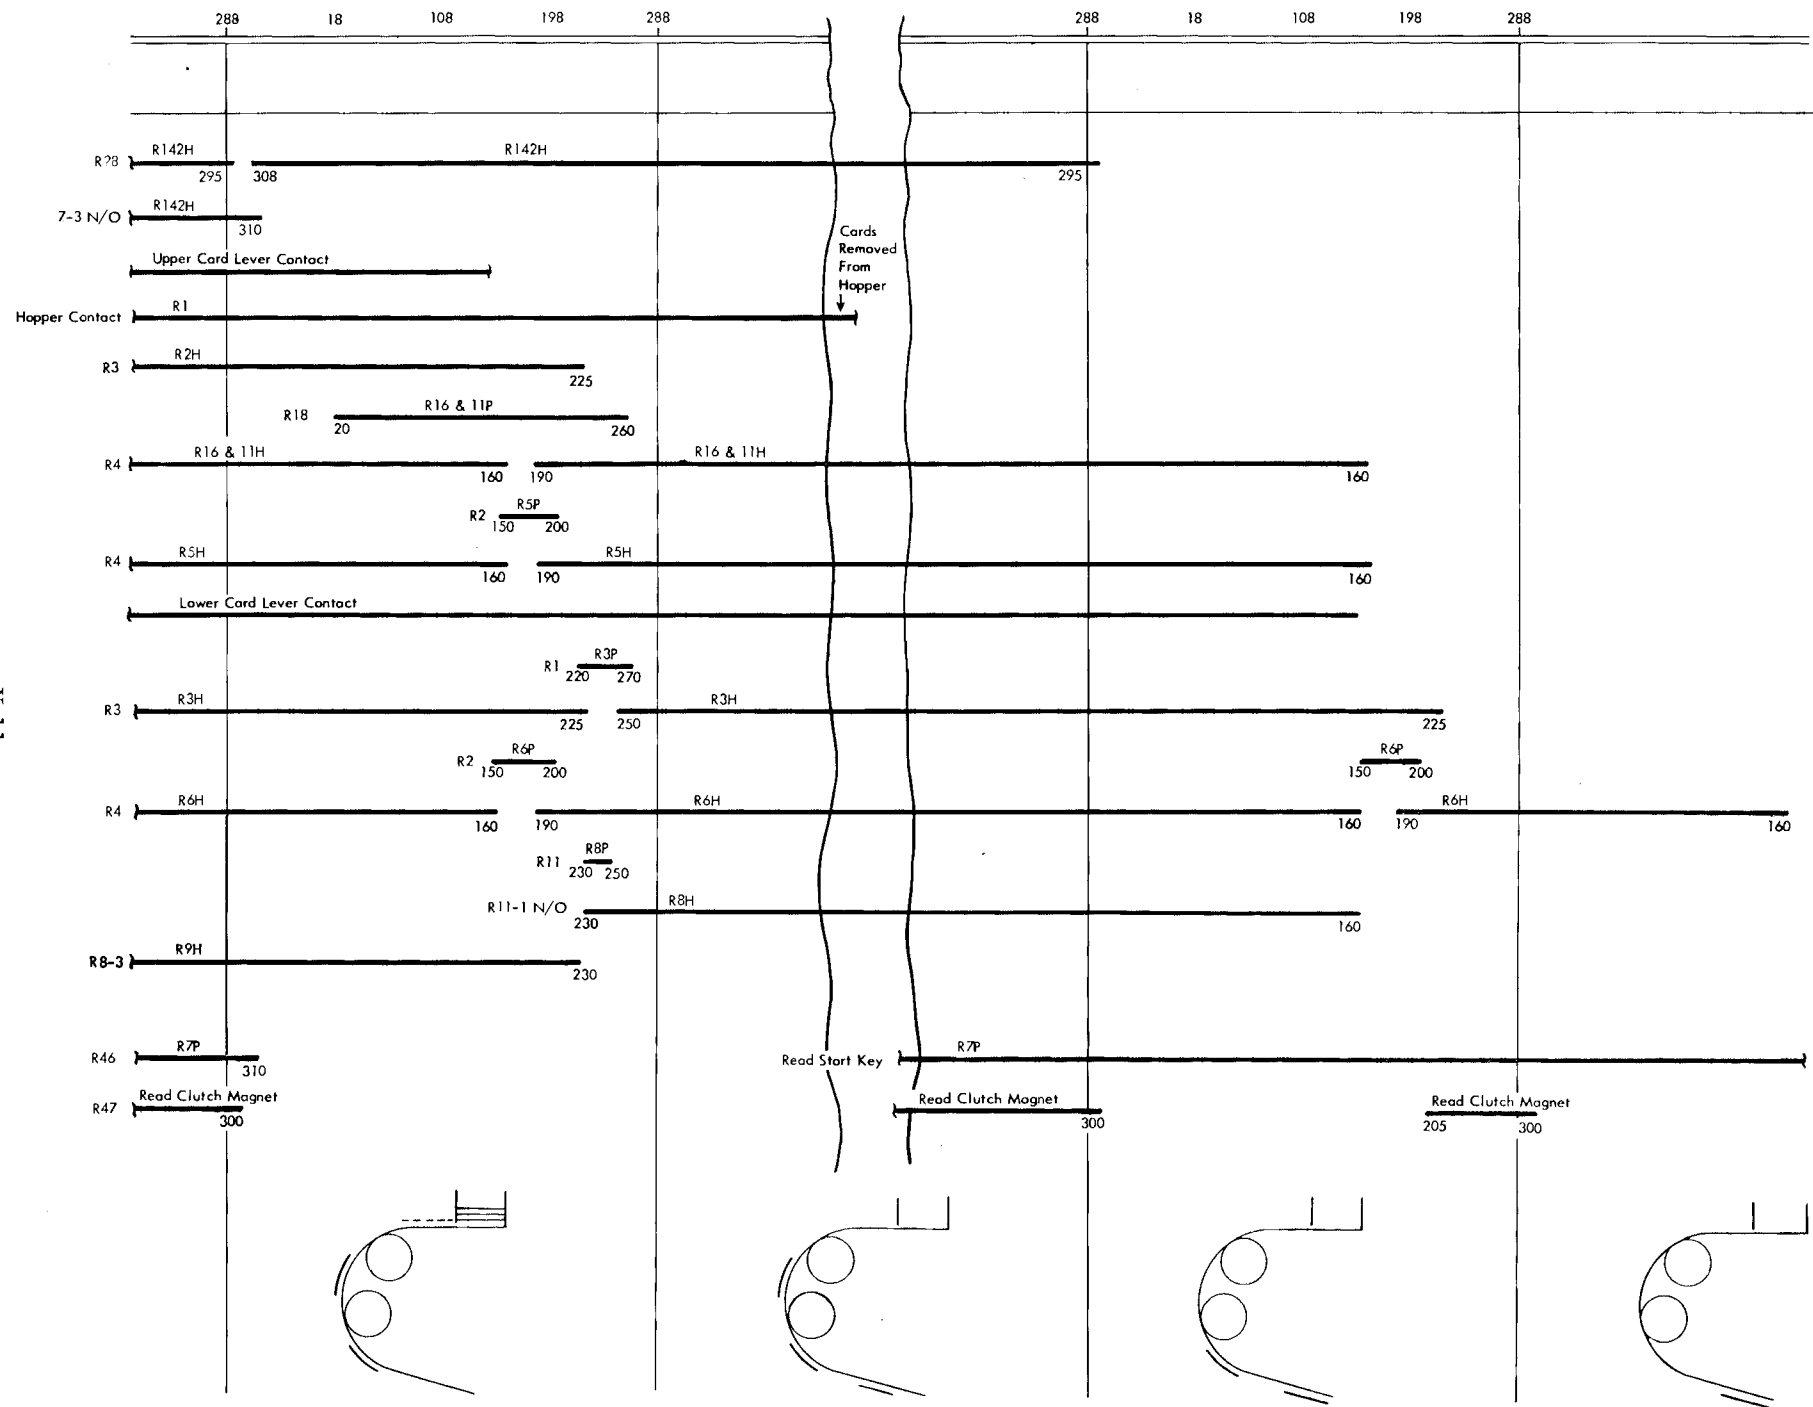 288 18 108 198 288 288 18 108 198 288
R28 R142H R142H
295 308 295
7-3 N/O R142H
310
Cards
Removed
From
Hopper
Upper Card Lever Contact
Hopper Contact R1
R3 R2H
225
R18 R16 & 11P
20 260
R4 R16 & 11H R16 & 11H
160 190 160
R2 R5P
150 200
R4 R5H R5H
160 190 160
Lower Card Lever Contact
R1 R3P
220 270
R3 R3H R3H
225 250 225
R2 R6P R6P
150 200 150 200
R4 R6H R6H R6H
160 190 160 190 160
R11 R8P
230 250
R11-1 N/O R8H
230 160
R8-3 R9H
230
R46 R7P Read Start Key R7P
310
R47 Read Clutch Magnet Read Clutch Magnet Read Clutch Magnet
300 300 205 300